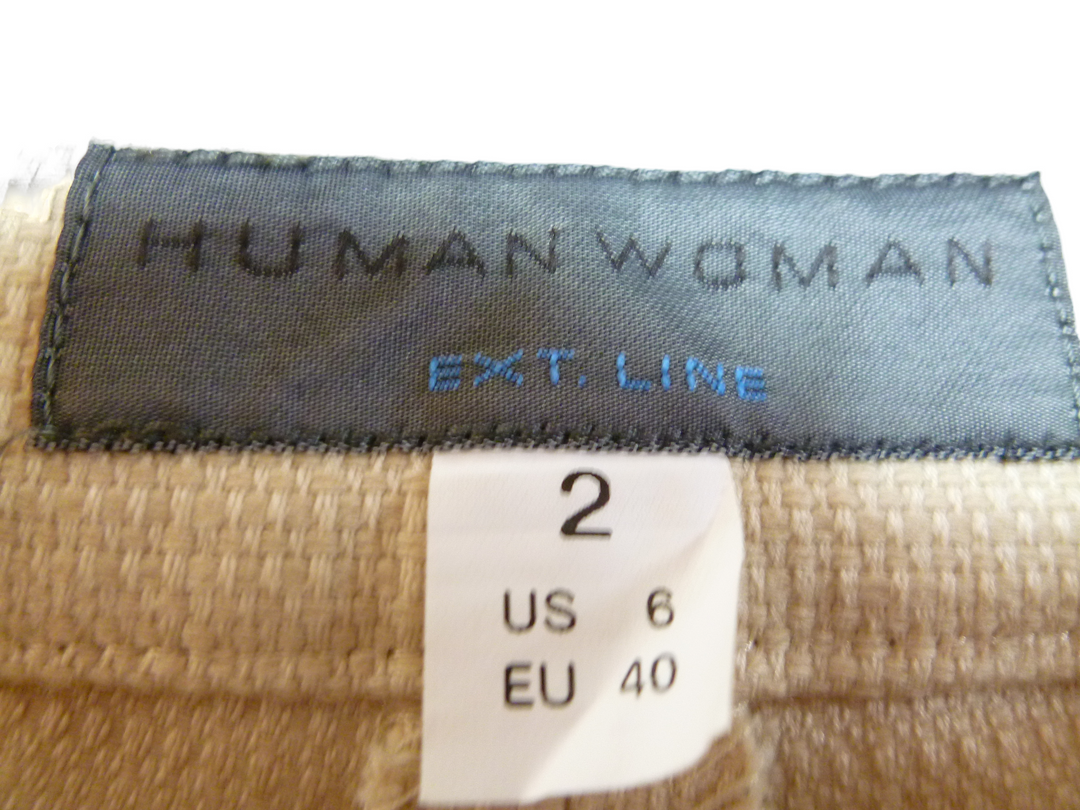 HUMAN WOMAN
EXT. LINE
2
US 6
EU 40